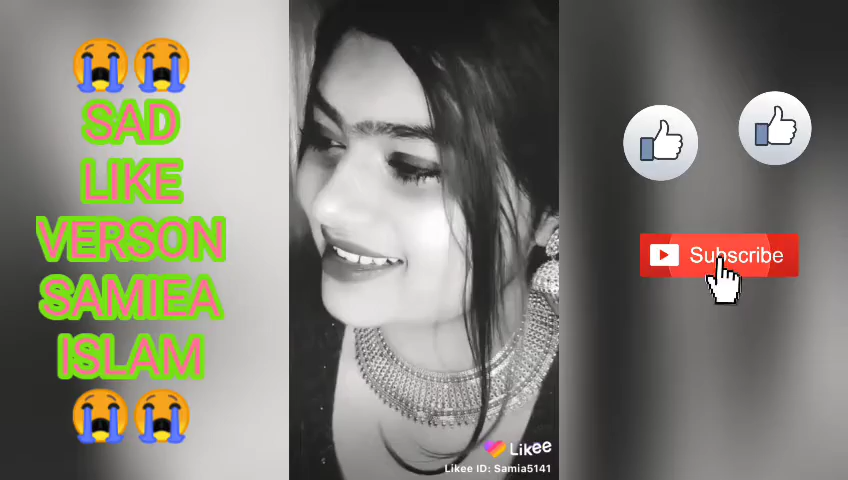 😭😭
SAD
LIKE
VERSON
SAMIEA
ISLAM
😭😭
Subscribe
Likee
Likee ID: Samia5141